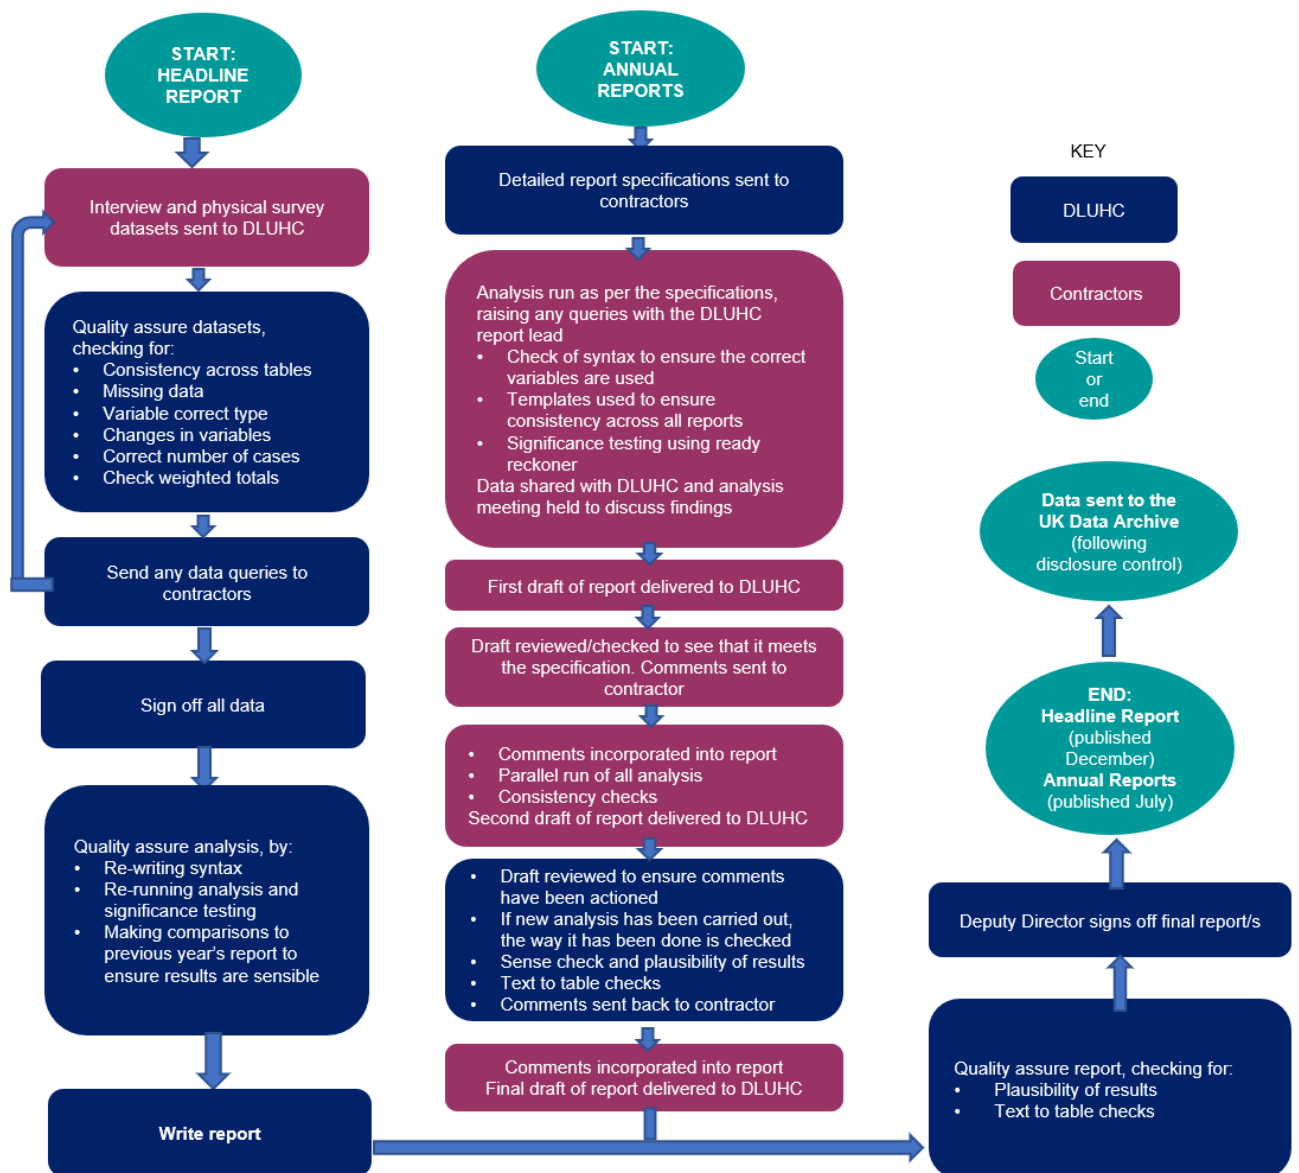 START:
HEADLINE
REPORT
Interview and physical survey
datasets sent to DLUHC
Quality assure datasets,
checking for:
• Consistency across tables
• Missing data
• Variable correct type
• Changes in variables
• Correct number of cases
• Check weighted totals
Send any data queries to
contractors
Sign off all data
Quality assure analysis, by:
• Re-writing syntax
• Re-running analysis and
significance testing
• Making comparisons to
previous year's report to
ensure results are sensible
Write report
START:
ANNUAL
REPORTS
Detailed report specifications sent to
contractors
Analysis run as per the specifications,
raising any queries with the DLUHC
report lead
• Check of syntax to ensure the correct
variables are used
• Templates used to ensure
consistency across all reports
• Significance testing using ready
reckoner
Data shared with DLUHC and analysis
meeting held to discuss findings
First draft of report delivered to DLUHC
Draft reviewed/checked to see that it meets
the specification. Comments sent to
contractor
• Comments incorporated into report
• Parallel run of all analysis
• Consistency checks
Second draft of report delivered to DLUHC
• Draft reviewed to ensure comments
have been actioned
• If new analysis has been carried out,
the way it has been done is checked
• Sense check and plausibility of results
• Text to table checks
• Comments sent back to contractor
Comments incorporated into report
Final draft of report delivered to DLUHC
KEY
DLUHC
Contractors
Start
or
end
Data sent to the
UK Data Archive
(following
disclosure control)
END:
Headline Report
(published
December)
Annual Reports
(published July)
Deputy Director signs off final report/s
Quality assure report, checking for:
• Plausibility of results
• Text to table checks